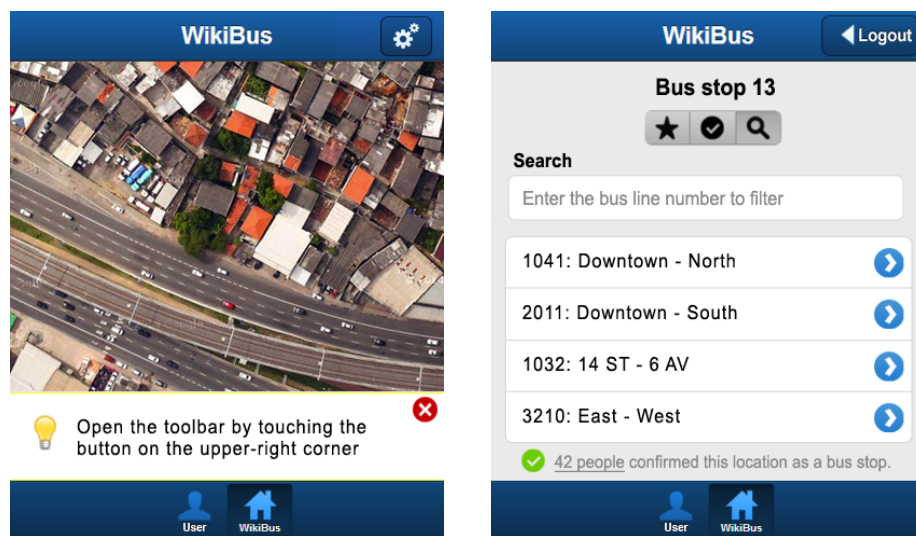 WikiBus
Open the toolbar by touching the
button on the upper-right corner
User
WikiBus
WikiBus
Logout
Bus stop 13
Search
Enter the bus line number to filter
1041: Downtown - North
2011: Downtown - South
1032: 14 ST - 6 AV
3210: East - West
42 people confirmed this location as a bus stop.
User
WikiBus